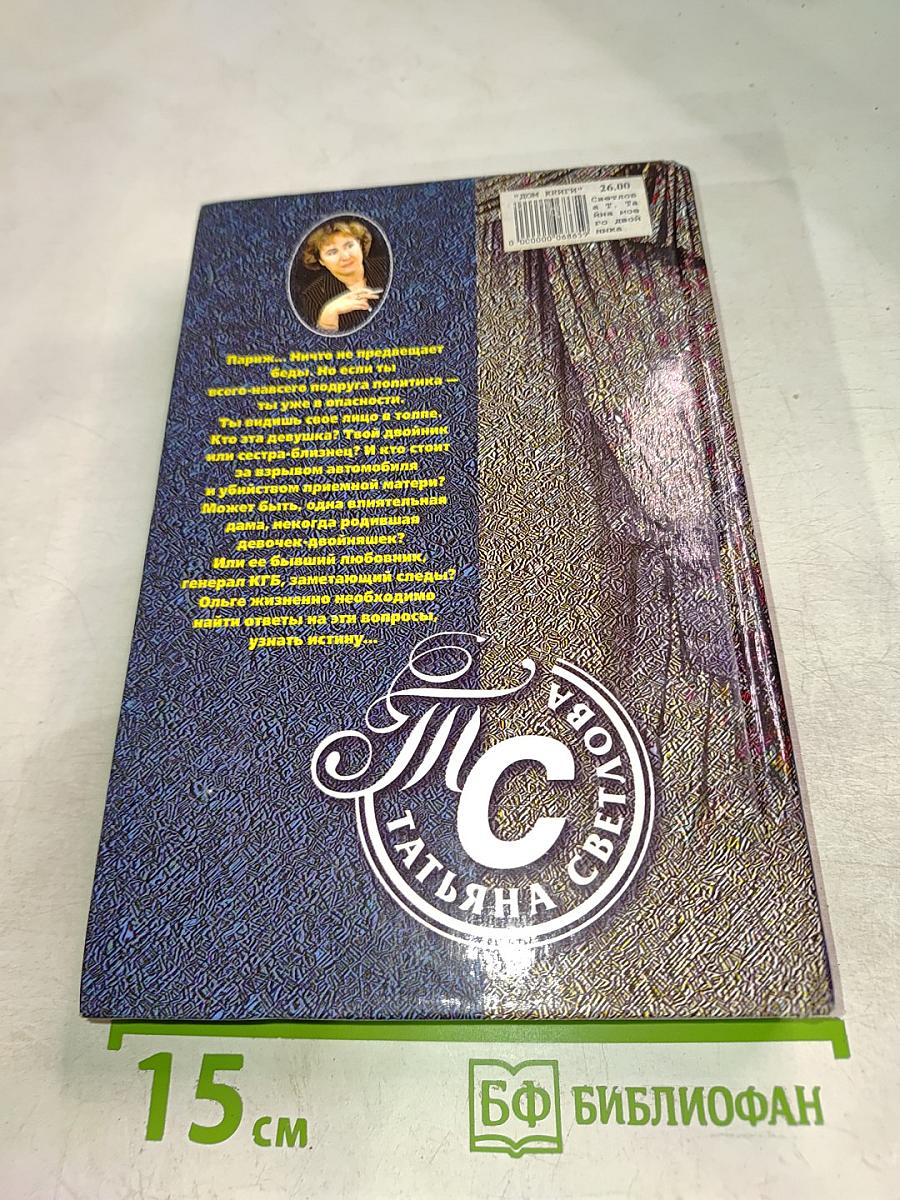 "ДОМ КНИГИ" 26.00
Светлов
а Т. Та
йна мое
го двой
ника
0 000000 068657
Париж... Ничто не предвещает
беды. Но если ты
всего-навсего подруга политика —
ты уже в опасности.
Ты видишь свое лицо в толпе.
Кто эта девушка? Твой двойник
или сестра-близнец? И кто стоит
за взрывом автомобиля
и убийством приемной матери?
Может быть, одна влиятельная
дама, некогда родившая
девочек-двойняшек?
Или ее бывший любовник,
генерал КГБ, заметающий следы?
Ольге жизненно необходимо
найти ответы на эти вопросы,
узнать истину...
ТС
ТАТЬЯНА СВЕТЛОВА
15 см
БФ БИБЛИОФАН